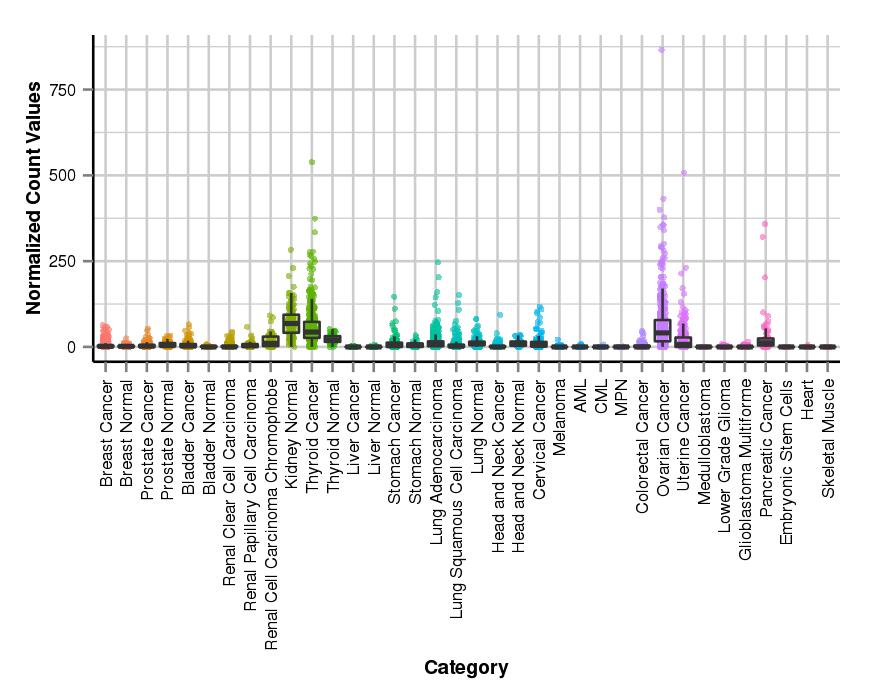 Normalized Count Values
750
500
250
0
Breast Cancer
Breast Normal
Prostate Cancer
Prostate Normal
Bladder Cancer
Bladder Normal
Renal Clear Cell Carcinoma
Renal Papillary Cell Carcinoma
Renal Cell Carcinoma Chromophobe
Kidney Normal
Thyroid Cancer
Thyroid Normal
Liver Cancer
Liver Normal
Stomach Cancer
Stomach Normal
Lung Adenocarcinoma
Lung Squamous Cell Carcinoma
Lung Normal
Head and Neck Cancer
Head and Neck Normal
Cervical Cancer
Melanoma
AML
CML
MPN
Colorectal Cancer
Ovarian Cancer
Uterine Cancer
Medulloblastoma
Lower Grade Glioma
Glioblastoma Multiforme
Pancreatic Cancer
Embryonic Stem Cells
Heart
Skeletal Muscle
Category